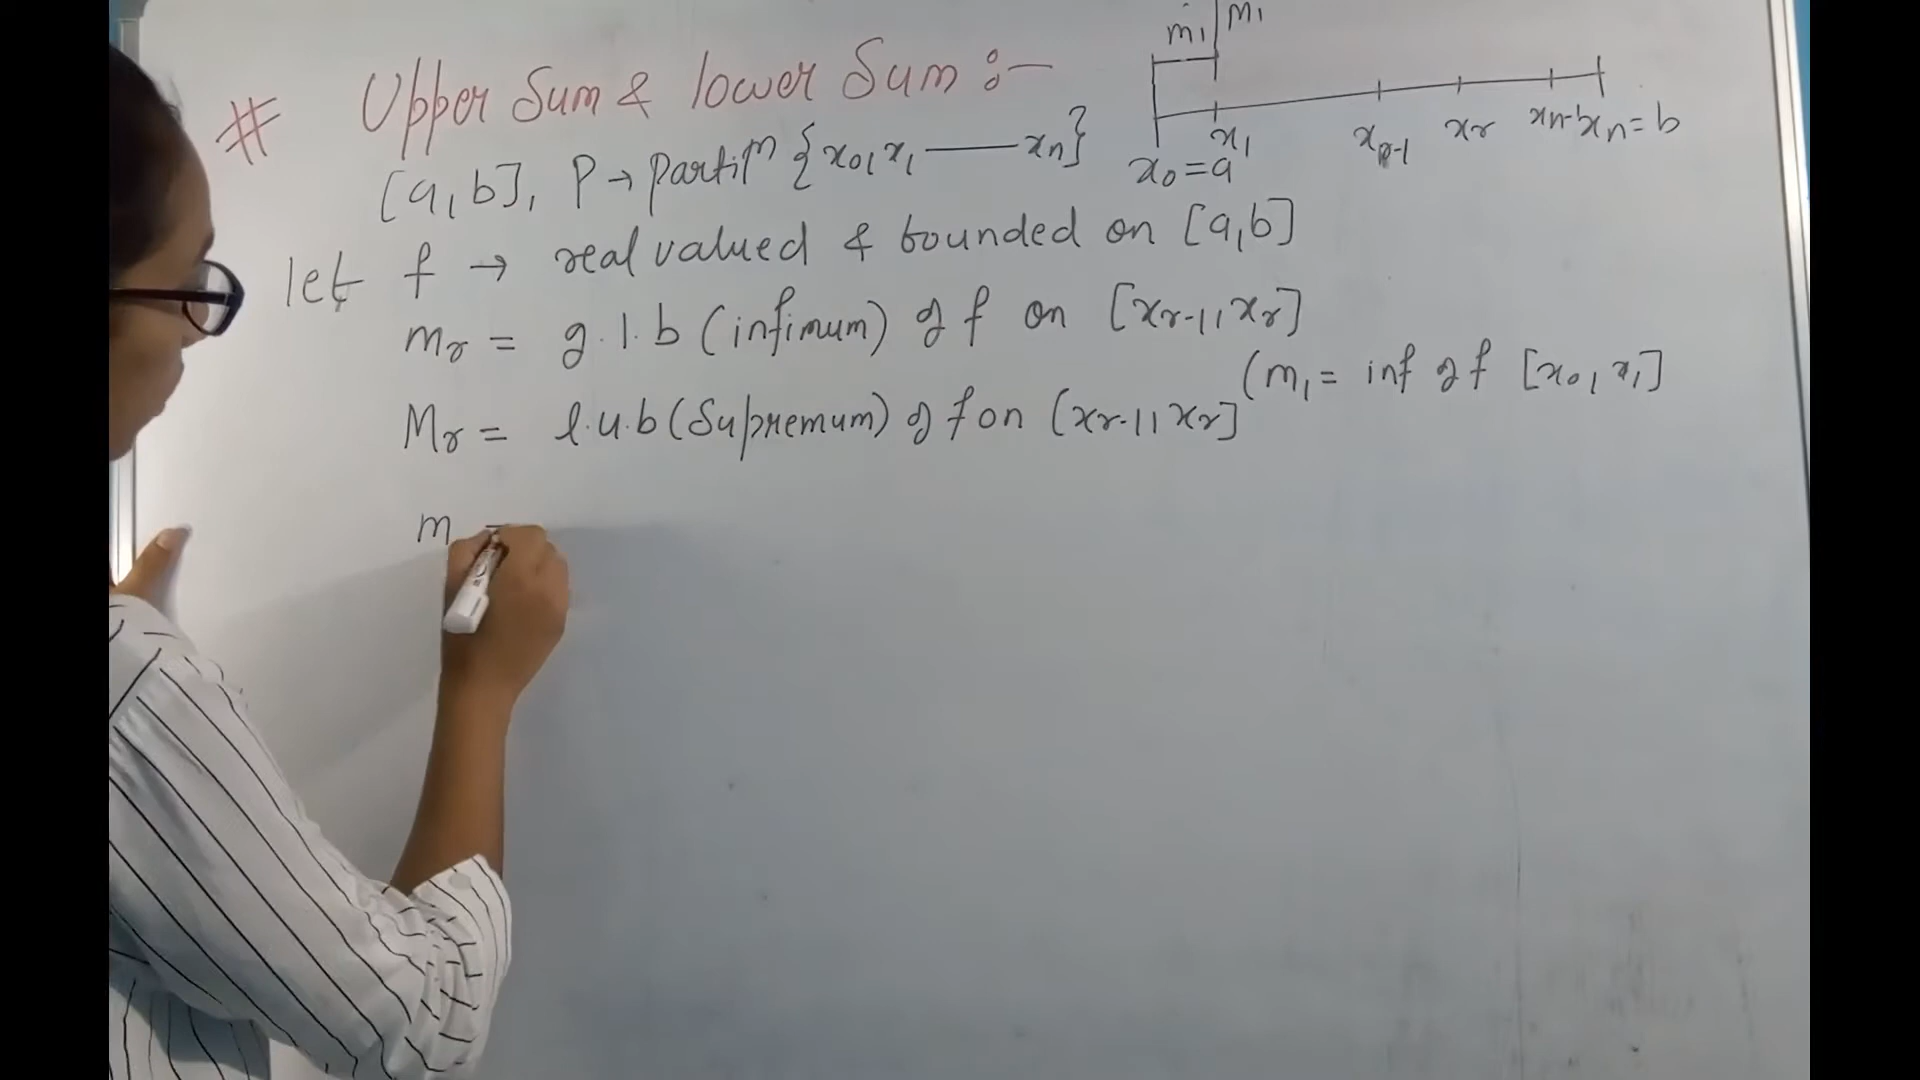 # Upper Sum & lower Sum :-
m1 M1
[a,b], P → Partiⁿ {x0, x1 — xn}
x0 = a x1 xr-1 xr xn-1 xn = b
let f → real valued & bounded on [a,b]
mr = g.l.b (infimum) of f on [xr-1, xr]
(m1 = inf of f [x0, x1]
Mr = l.u.b (Supremum) of f on [xr-1, xr]
m =